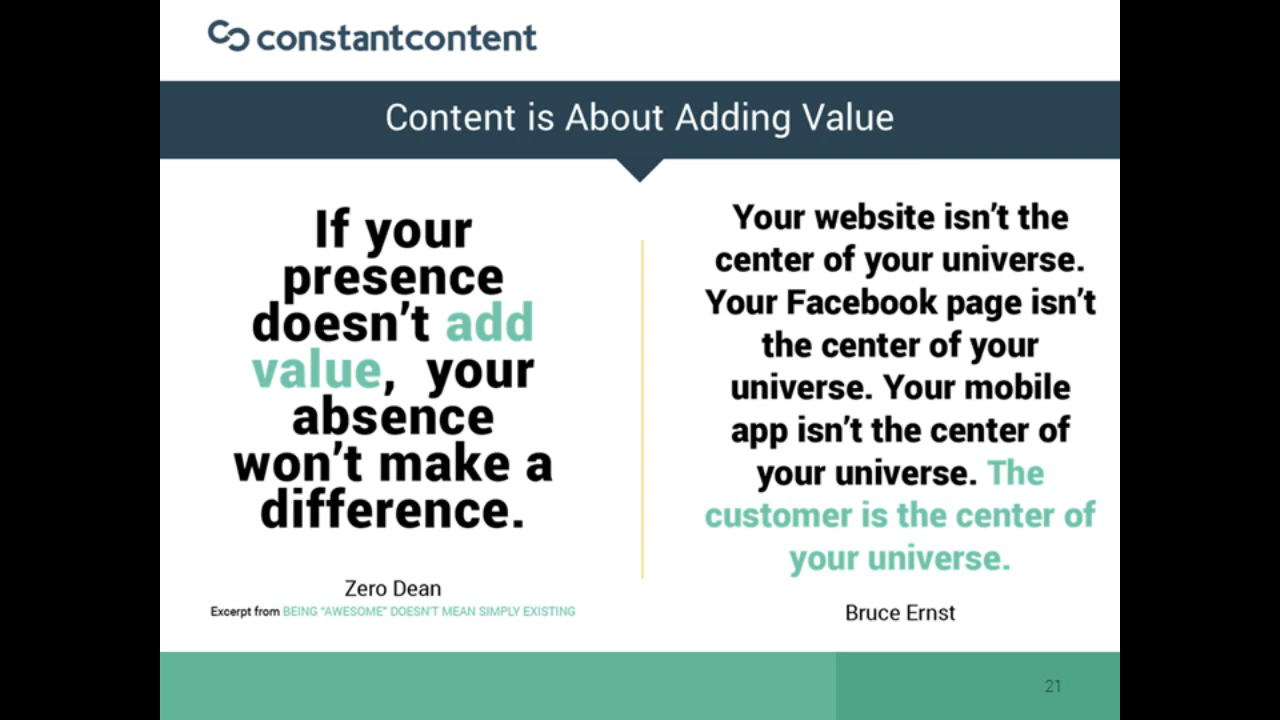 constantcontent
Content is About Adding Value
If your
presence
doesn't add
value, your
absence
won't make a
difference.
Zero Dean
Excerpt from BEING "AWESOME" DOESN'T MEAN SIMPLY EXISTING
Your website isn't the
center of your universe.
Your Facebook page isn't
the center of your
universe. Your mobile
app isn't the center of
your universe. The
customer is the center of
your universe.
Bruce Ernst
21